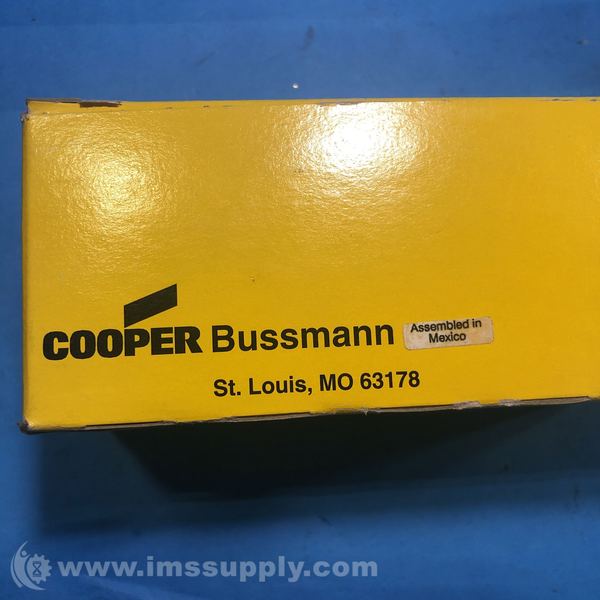 COOPER Bussmann
Assembled in
Mexico
St. Louis, MO 63178
www.imssupply.com